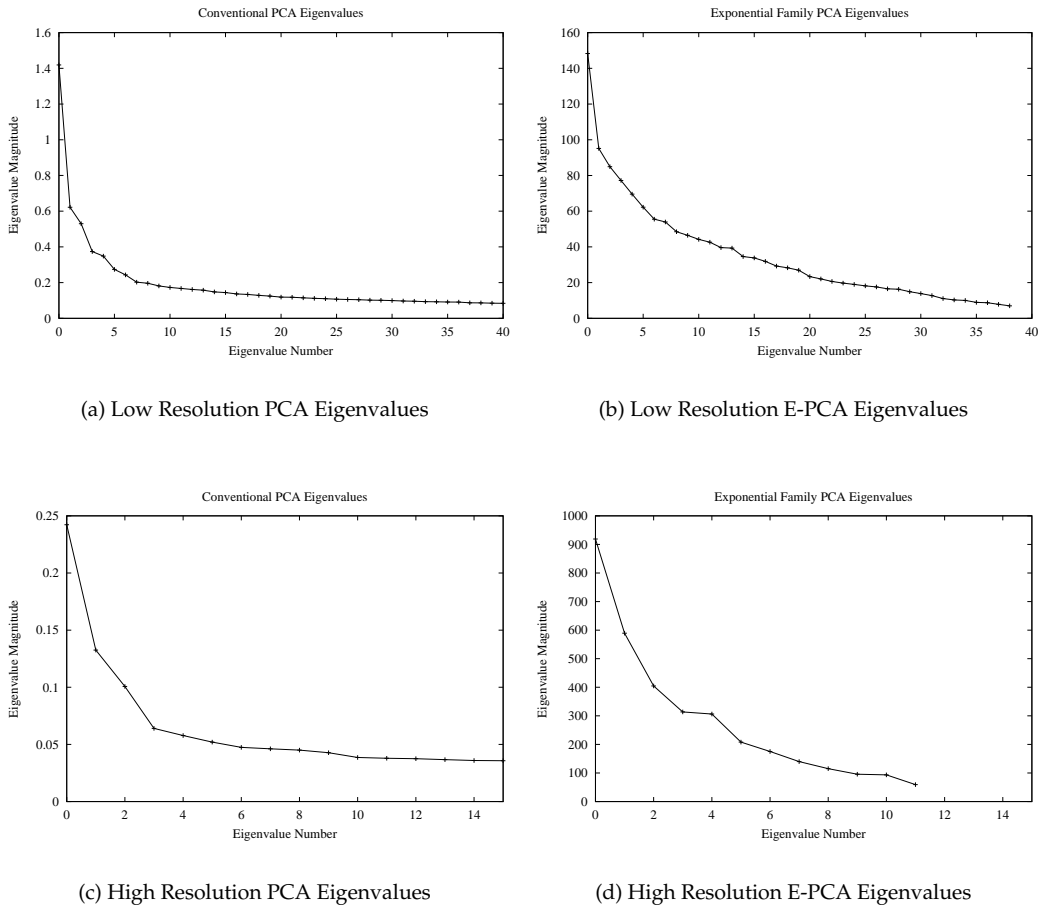 Conventional PCA Eigenvalues
1.6
1.4
1.2
1
0.8
0.6
0.4
0.2
0
0 5 10 15 20 25 30 35 40
Eigenvalue Magnitude
Eigenvalue Number
(a) Low Resolution PCA Eigenvalues
Exponential Family PCA Eigenvalues
160
140
120
100
80
60
40
20
0
0 5 10 15 20 25 30 35 40
Eigenvalue Magnitude
Eigenvalue Number
(b) Low Resolution E-PCA Eigenvalues
Conventional PCA Eigenvalues
0.25
0.2
0.15
0.1
0.05
0
0 2 4 6 8 10 12 14
Eigenvalue Magnitude
Eigenvalue Number
(c) High Resolution PCA Eigenvalues
Exponential Family PCA Eigenvalues
1000
900
800
700
600
500
400
300
200
100
0
0 2 4 6 8 10 12 14
Eigenvalue Magnitude
Eigenvalue Number
(d) High Resolution E-PCA Eigenvalues